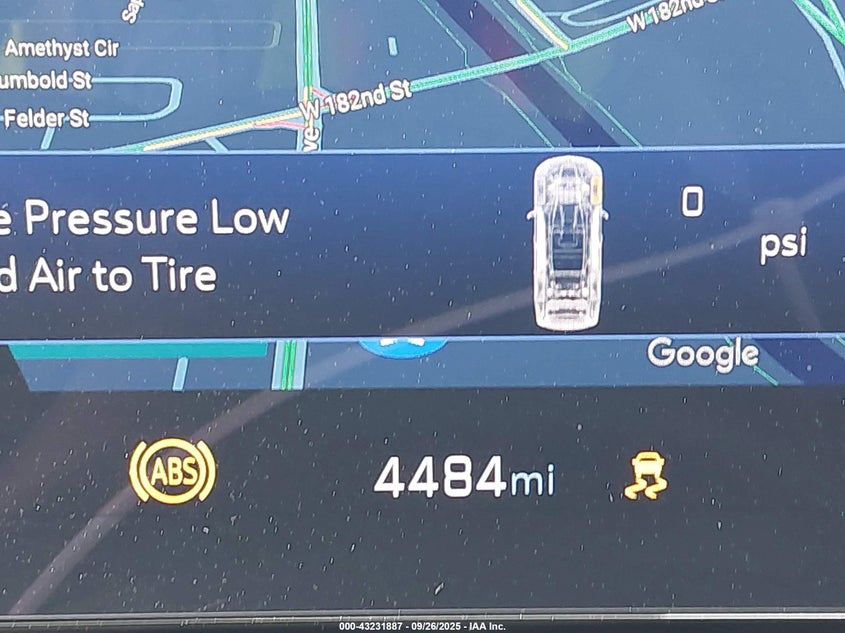 Amethyst Cir
W 182nd
umbold St
Felder St
W 182nd St
Pressure Low
0
psi
Air to Tire
Google
ABS
4484mi
000-43231887 - 09/26/2025 - IAA Inc.